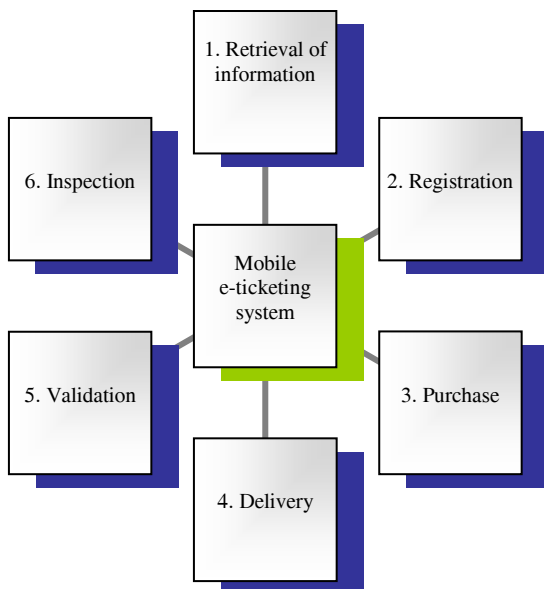 1. Retrieval of
information
2. Registration
3. Purchase
4. Delivery
5. Validation
6. Inspection
Mobile
e-ticketing
system